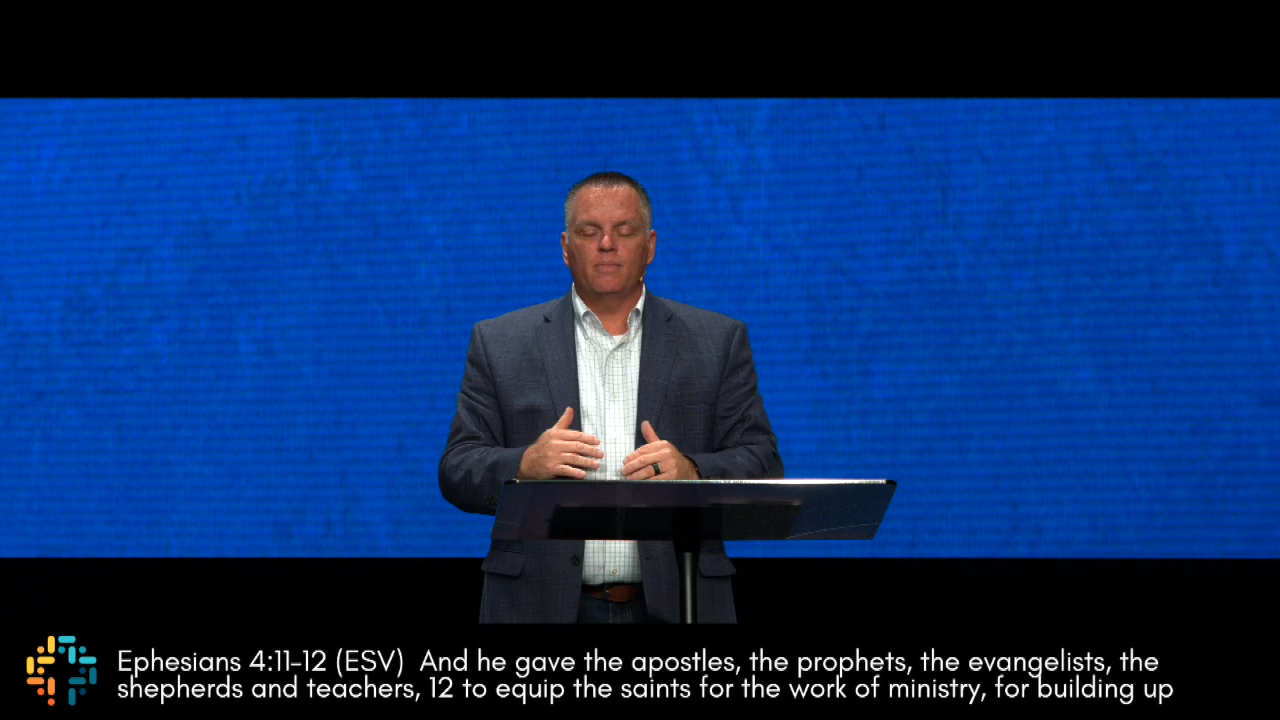 Ephesians 4:11-12 (ESV)  And he gave the apostles, the prophets, the evangelists, the
shepherds and teachers, 12 to equip the saints for the work of ministry, for building up